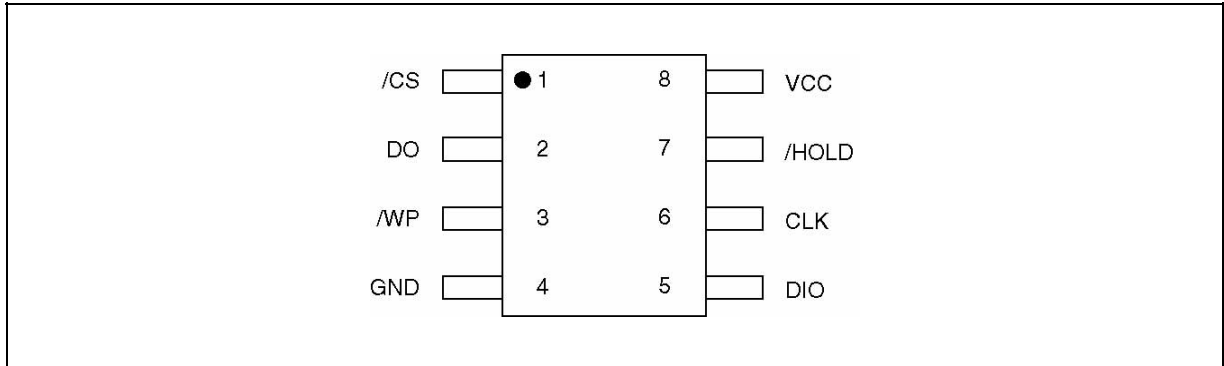 /CS 1 8 VCC
DO 2 7 /HOLD
/WP 3 6 CLK
GND 4 5 DIO